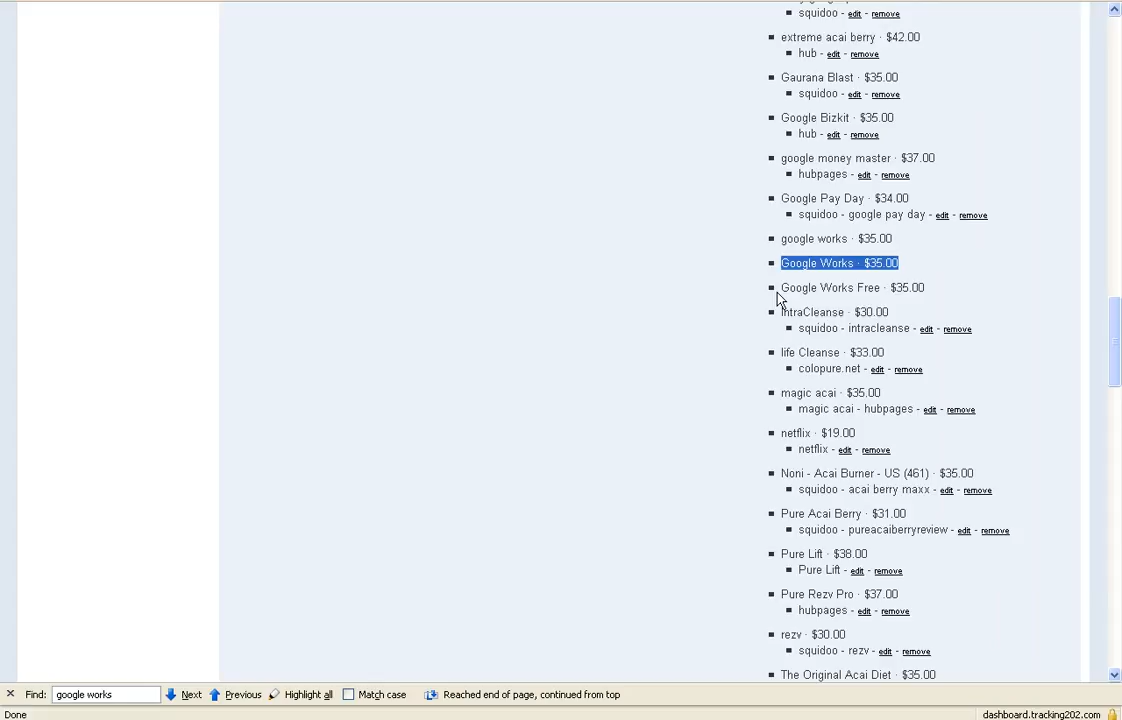 squidoo - edit - remove
extreme acai berry · $42.00
hub - edit - remove
Gaurana Blast · $35.00
squidoo - edit - remove
Google Bizkit · $35.00
hub - edit - remove
google money master · $37.00
hubpages - edit - remove
Google Pay Day · $34.00
squidoo - google pay day - edit - remove
google works · $35.00
Google Works · $35.00
Google Works Free · $35.00
IntraCleanse · $30.00
squidoo - intracleanse - edit - remove
life Cleanse · $33.00
colopure.net - edit - remove
magic acai · $35.00
magic acai - hubpages - edit - remove
netflix · $19.00
netflix - edit - remove
Noni - Acai Burner - US (461) · $35.00
squidoo - acai berry maxx - edit - remove
Pure Acai Berry · $31.00
squidoo - pureacaiberryreview - edit - remove
Pure Lift · $38.00
Pure Lift - edit - remove
Pure Rezv Pro · $37.00
hubpages - edit - remove
rezv · $30.00
squidoo - rezv - edit - remove
The Original Acai Diet · $35.00
Find: google works Next Previous Highlight all Match case Reached end of page, continued from top
Done dashboard.tracking202.com